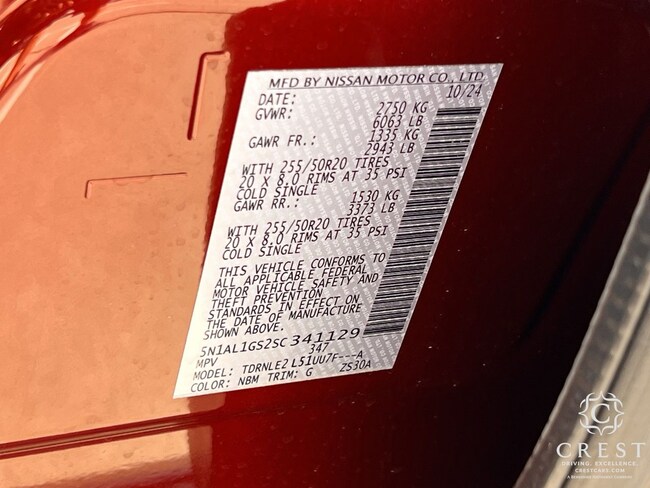 MFD BY NISSAN MOTOR CO., LTD
DATE: 10/24
GVWR: 2750 KG
6063 LB
GAWR FR.: 1335 KG
2943 LB
WITH 255/50R20 TIRES
20 X 8.0 RIMS AT 35 PSI
COLD SINGLE
GAWR RR.: 1530 KG
3373 LB
WITH 255/50R20 TIRES
20 X 8.0 RIMS AT 35 PSI
COLD SINGLE
THIS VEHICLE CONFORMS TO
ALL APPLICABLE FEDERAL
MOTOR VEHICLE SAFETY AND
THEFT PREVENTION
STANDARDS IN EFFECT ON
THE DATE OF MANUFACTURE
SHOWN ABOVE.
5N1AL1GS2SC341129
MPV 347
MODEL: TDRNLE2 L51UU7F---A
COLOR: NBM TRIM: G ZS30A
CREST
DRIVING. EXCELLENCE.
CRESTCARS.COM